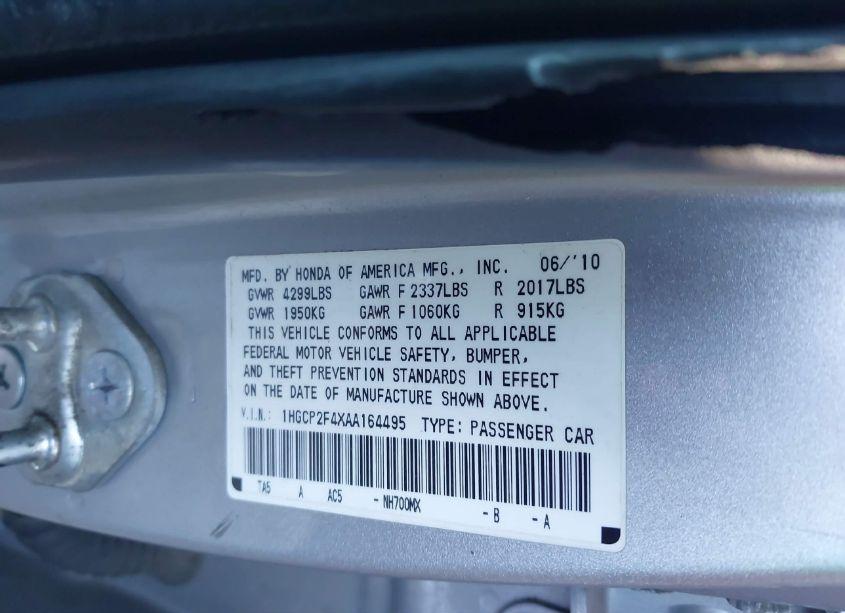 MFD. BY HONDA OF AMERICA MFG., INC. 06/'10
GVWR 4299LBS GAWR F 2337LBS R 2017LBS
GVWR 1950KG GAWR F 1060KG R 915KG
THIS VEHICLE CONFORMS TO ALL APPLICABLE
FEDERAL MOTOR VEHICLE SAFETY, BUMPER,
AND THEFT PREVENTION STANDARDS IN EFFECT
ON THE DATE OF MANUFACTURE SHOWN ABOVE.
V.I.N.: 1HGCP2F4XAA164495 TYPE: PASSENGER CAR
TA5 A AC5 - NH700MX - B - A